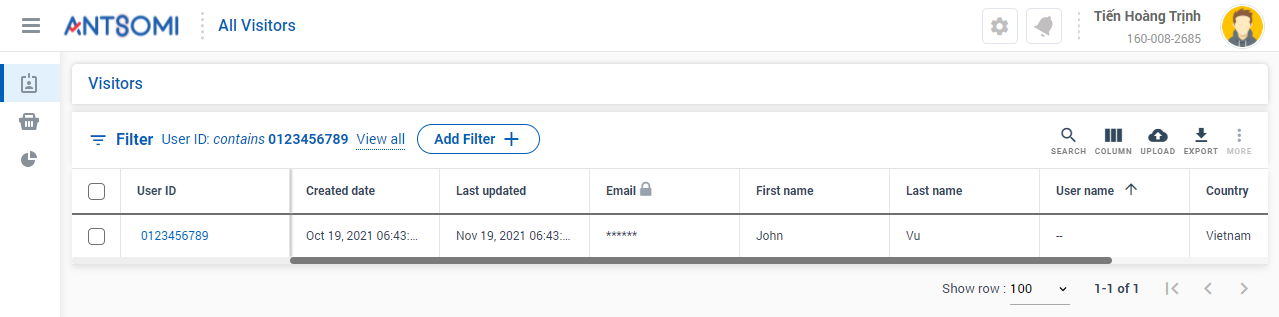 ANTSOMI All Visitors Tiến Hoàng Trịnh
160-008-2685
Visitors
Filter User ID: contains 0123456789 View all Add Filter
SEARCH COLUMN UPLOAD EXPORT MORE
User ID Created date Last updated Email First name Last name User name Country
0123456789 Oct 19, 2021 06:43:... Nov 19, 2021 06:43:... ****** John Vu -- Vietnam
Show row : 100 1-1 of 1